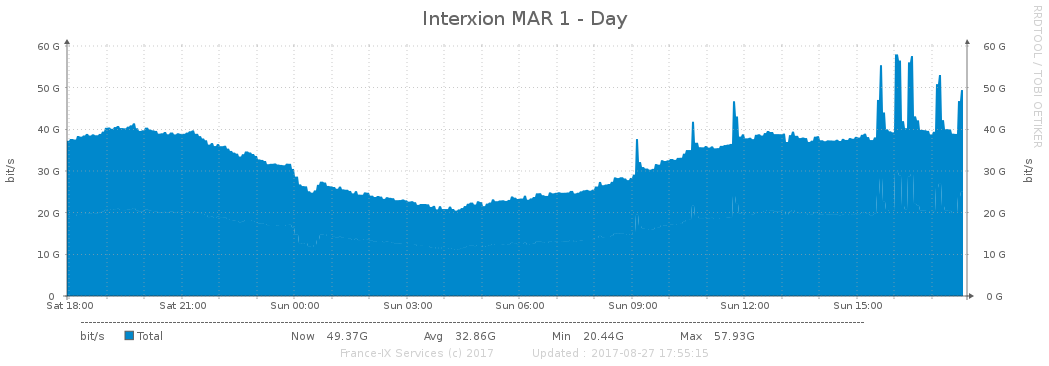 Interxion MAR 1 - Day
RRDTOOL / TOBI OETIKER
60 G 60 G
50 G 50 G
40 G 40 G
30 G 30 G
20 G 20 G
10 G 10 G
0 0 G
bit/s bit/s
Sat 18:00 Sat 21:00 Sun 00:00 Sun 03:00 Sun 06:00 Sun 09:00 Sun 12:00 Sun 15:00
bit/s Total Now 49.37G Avg 32.86G Min 20.44G Max 57.93G
France-IX Services (c) 2017 Updated : 2017-08-27 17:55:15